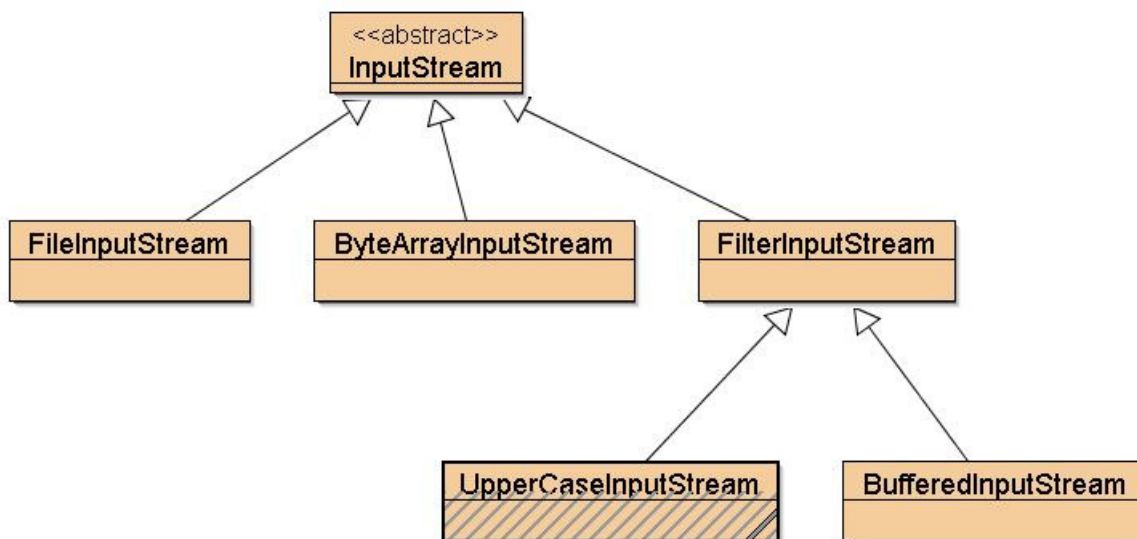 <<abstract>>
InputStream
FileInputStream
ByteArrayInputStream
FilterInputStream
UpperCaseInputStream
BufferedInputStream